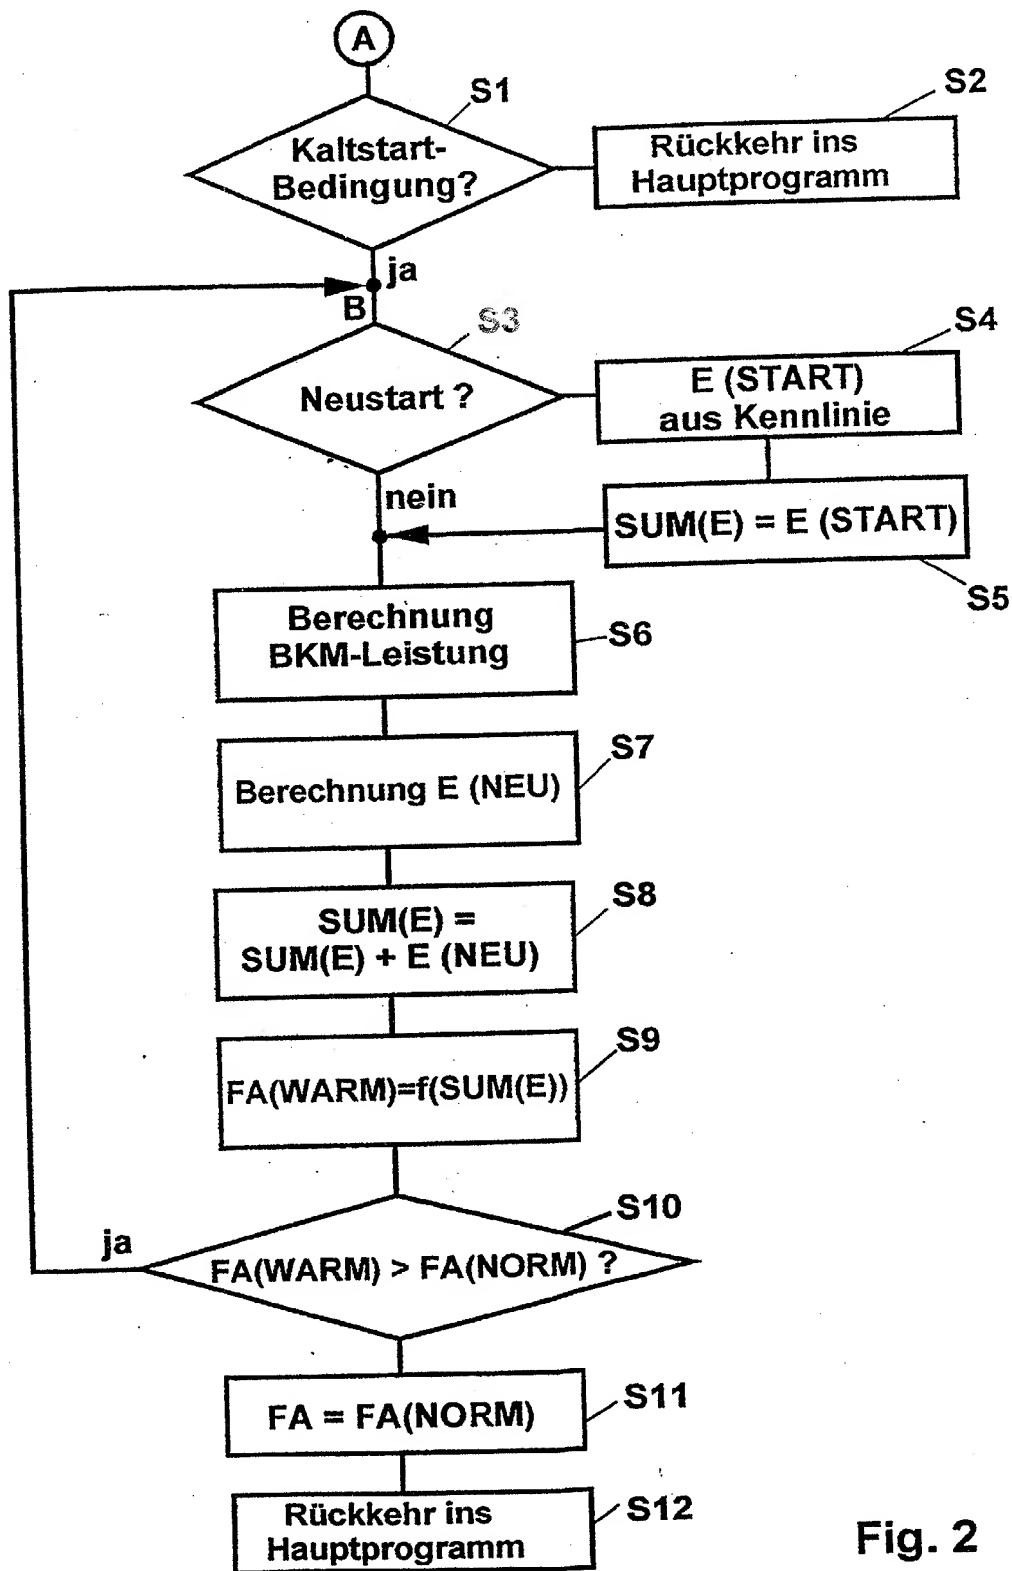 A
S1
Kaltstart-
Bedingung?
S2
Rückkehr ins
Hauptprogramm
ja
B
S3
Neustart ?
S4
E (START)
aus Kennlinie
nein
SUM(E) = E (START)
S5
Berechnung
BKM-Leistung
S6
S7
Berechnung E (NEU)
S8
SUM(E) =
SUM(E) + E (NEU)
S9
FA(WARM)=f(SUM(E))
S10
ja
FA(WARM) > FA(NORM) ?
S11
FA = FA(NORM)
S12
Rückkehr ins
Hauptprogramm
Fig. 2